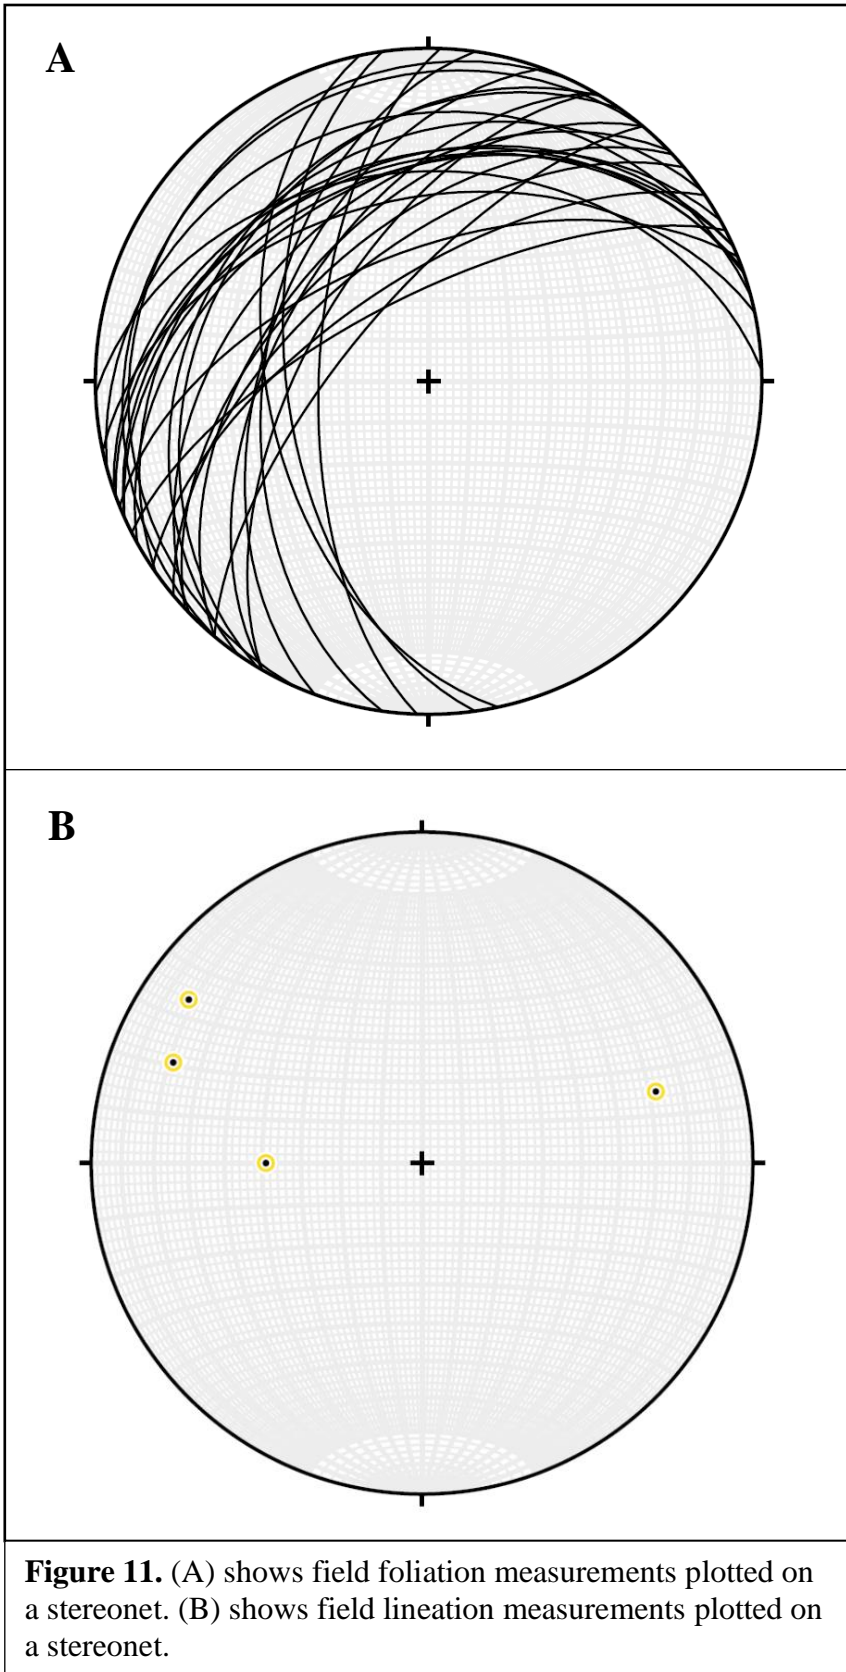 A
B
Figure 11. (A) shows field foliation measurements plotted on
a stereonet. (B) shows field lineation measurements plotted on
a stereonet.